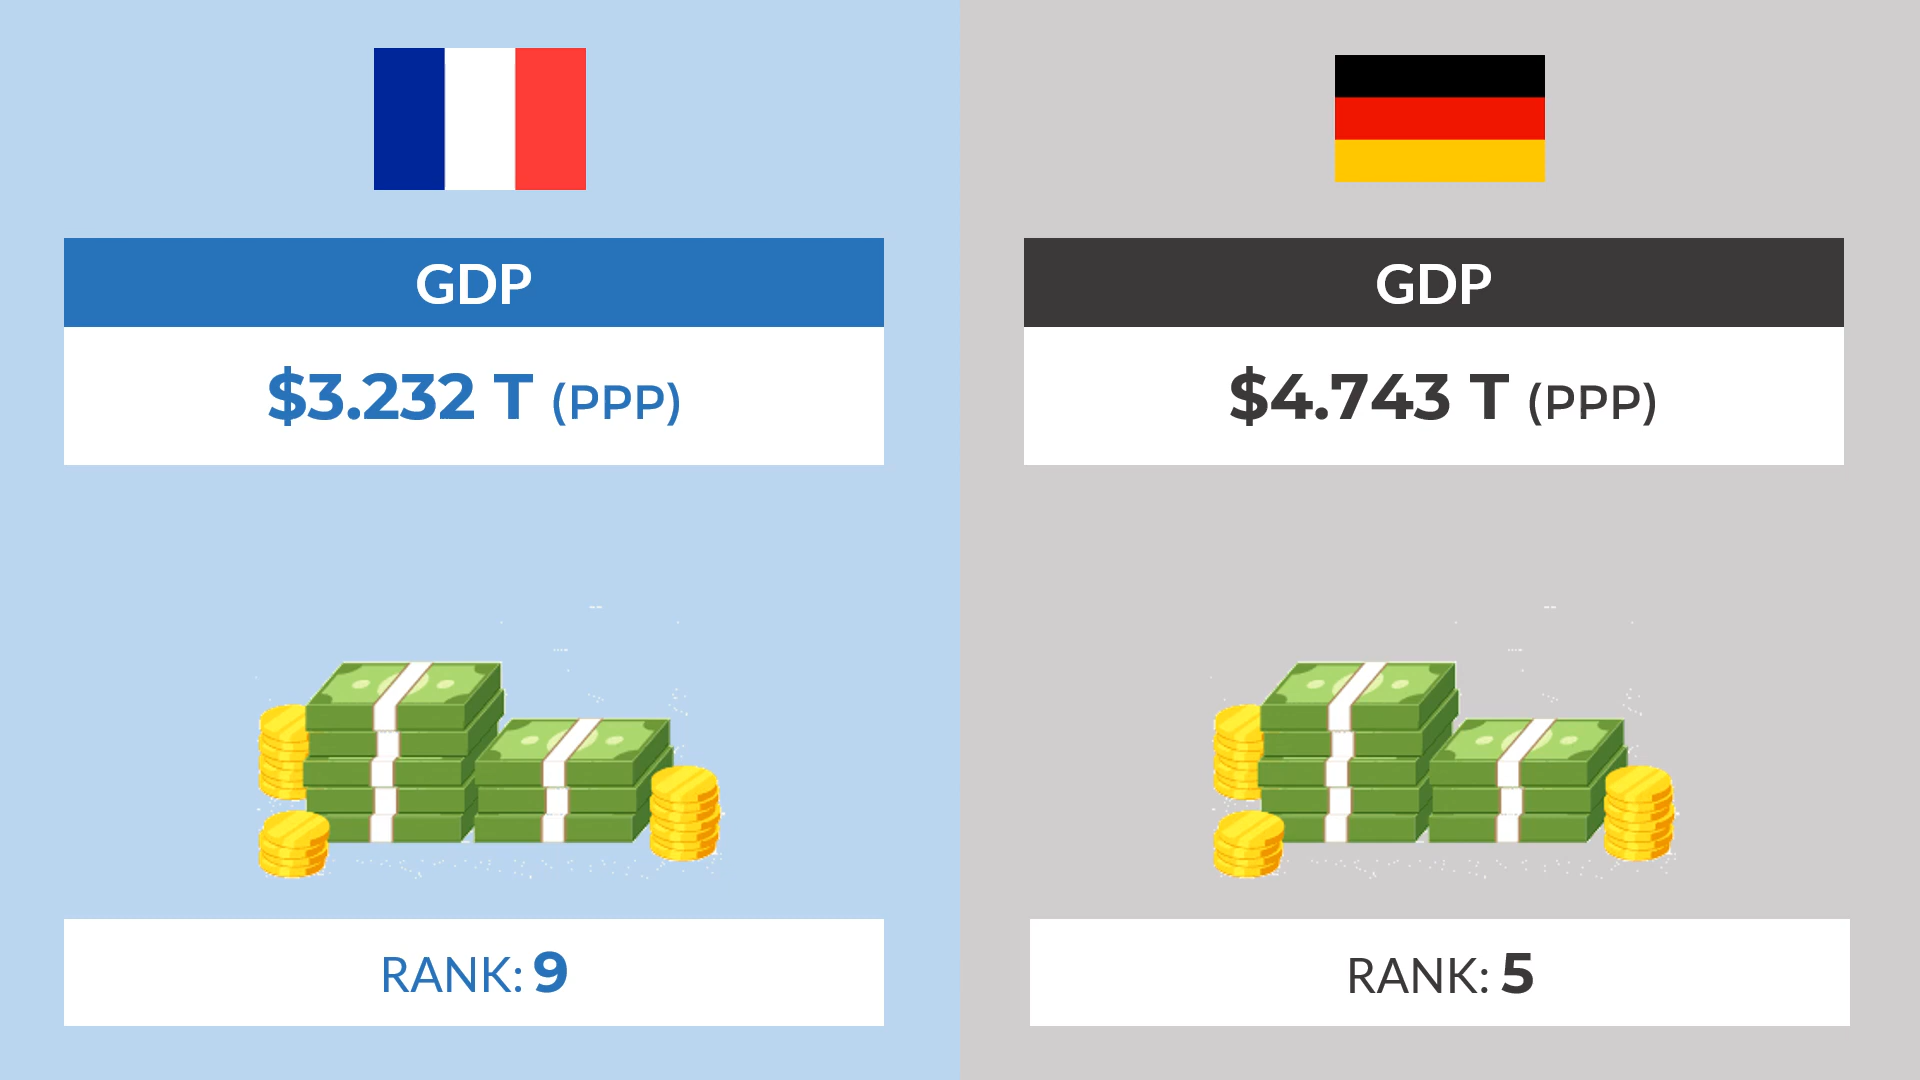 GDP
$3.232 T (PPP)
RANK: 9
GDP
$4.743 T (PPP)
RANK: 5